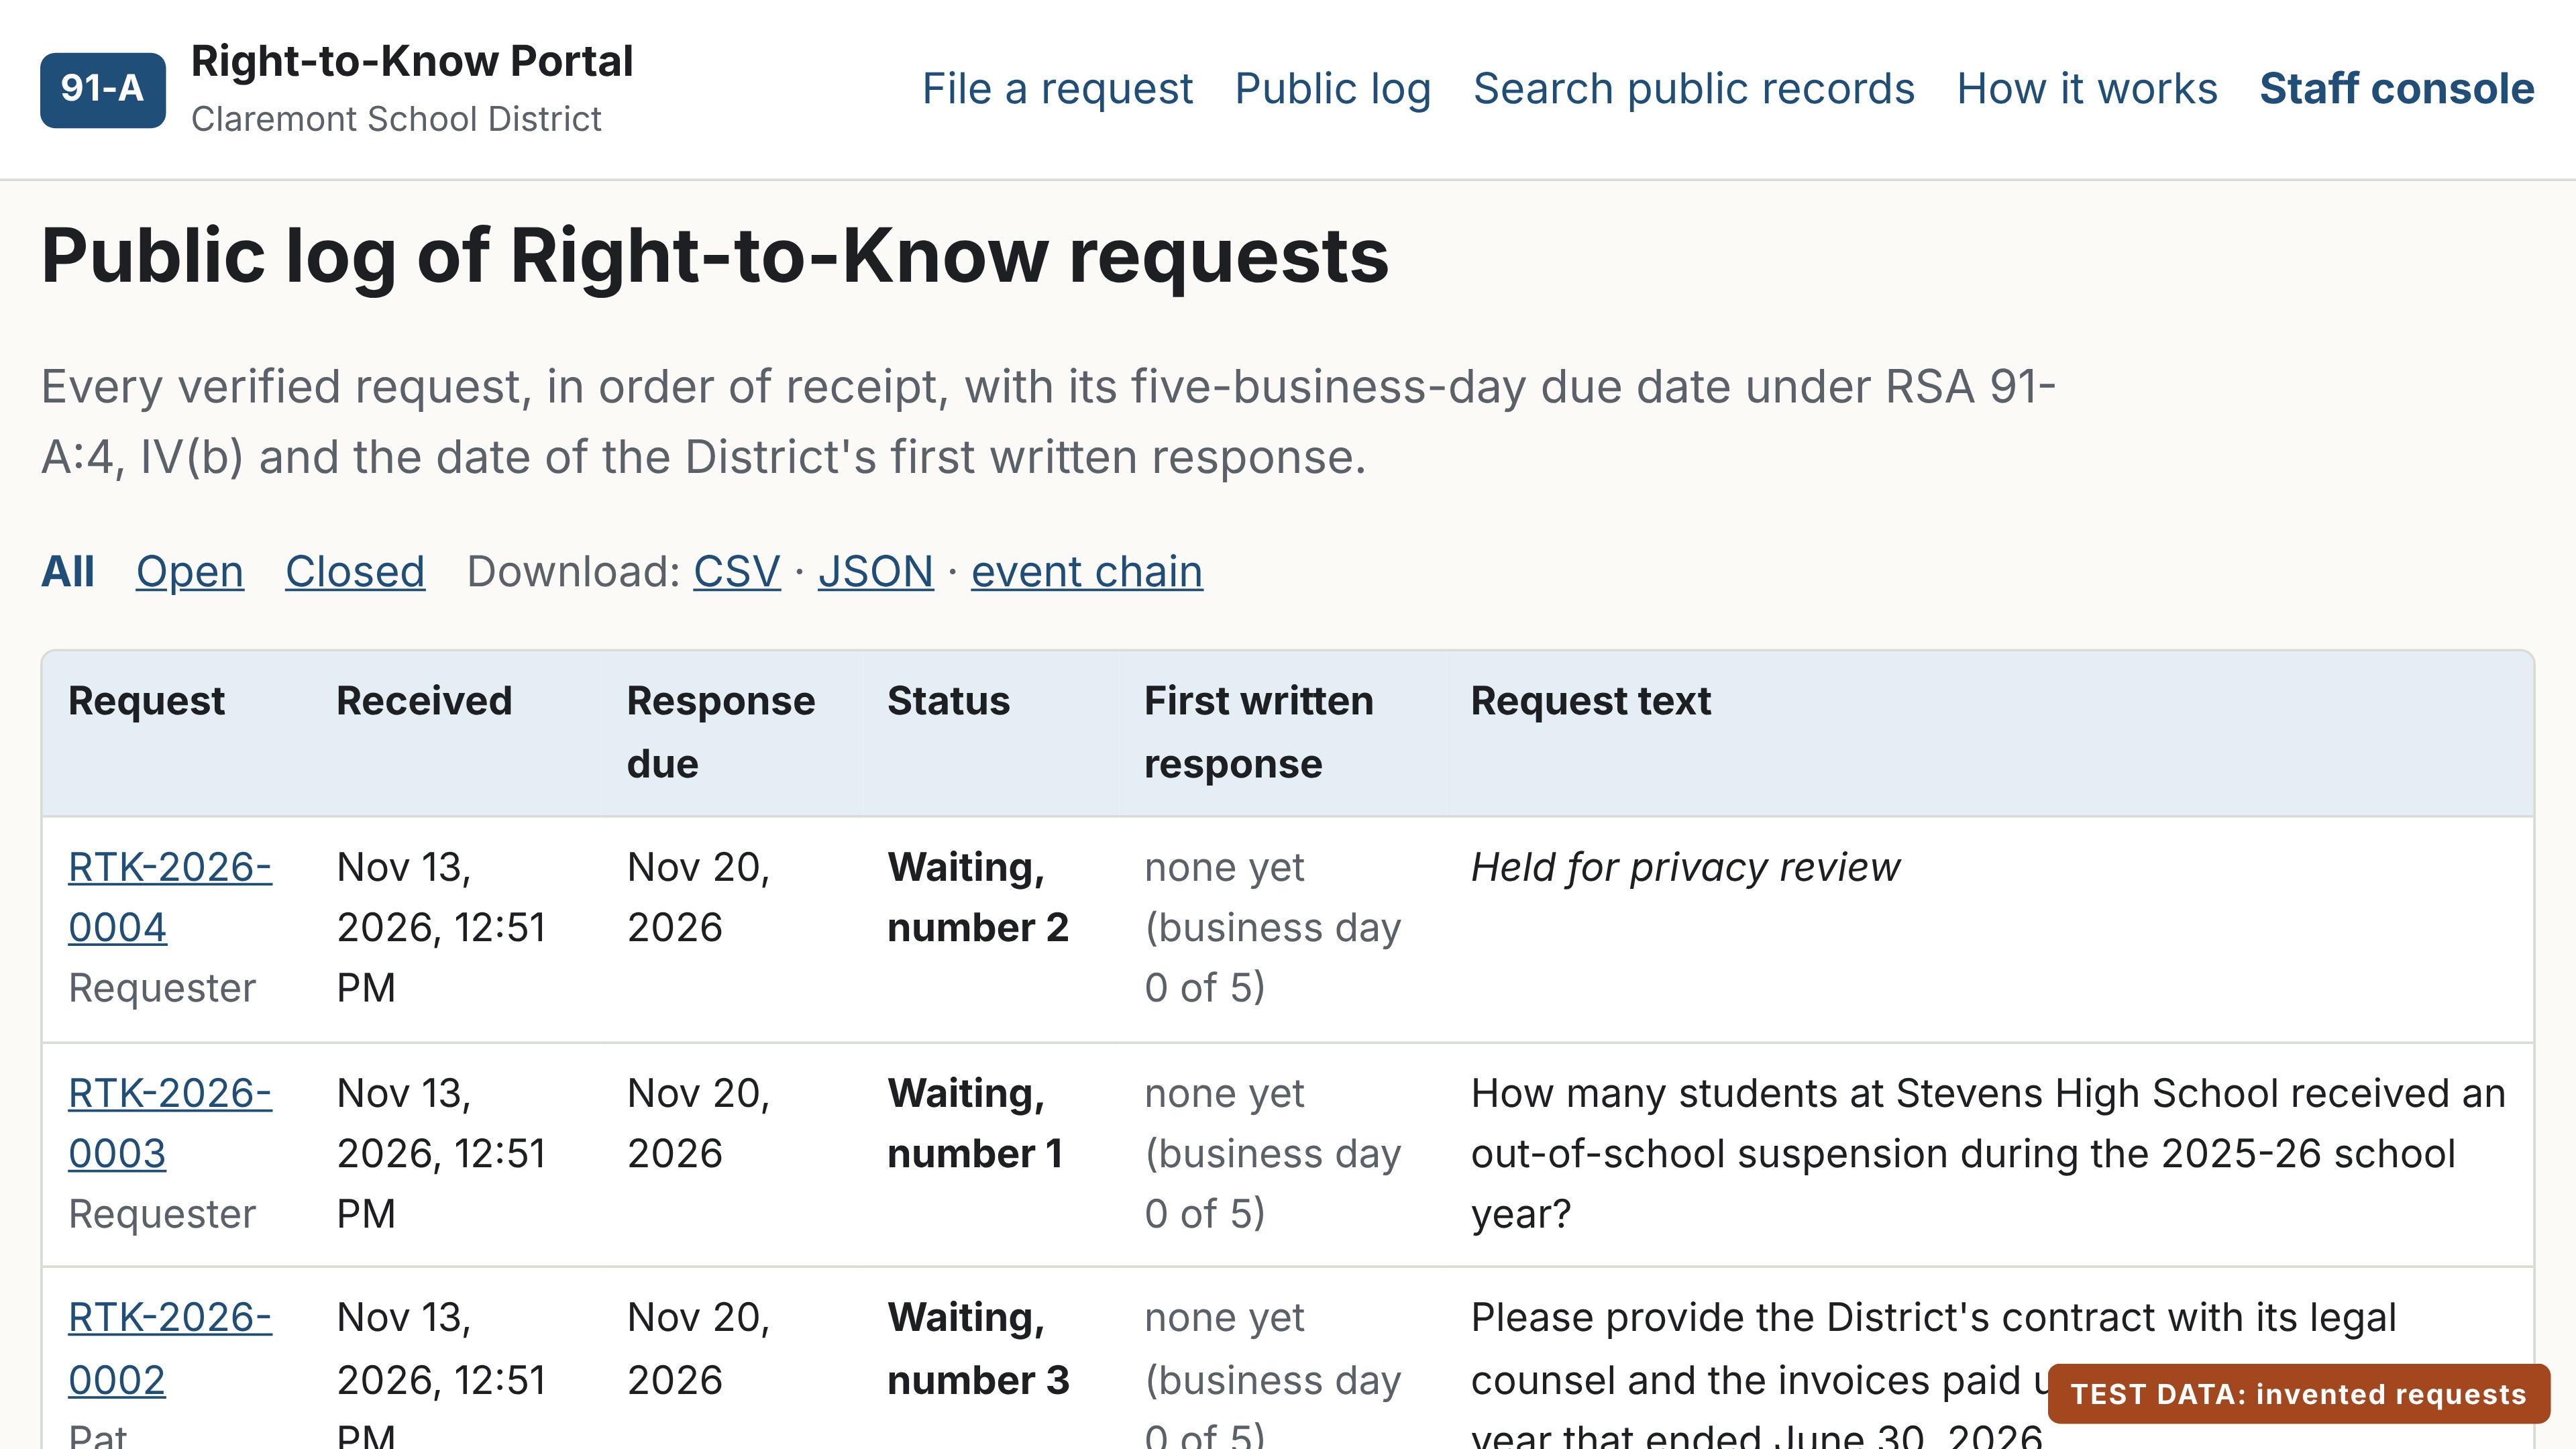 91-A
Right-to-Know Portal
Claremont School District
File a request
Public log
Search public records
How it works
Staff console
Public log of Right-to-Know requests
Every verified request, in order of receipt, with its five-business-day due date under RSA 91-
A:4, IV(b) and the date of the District's first written response.
All
Open
Closed
Download: CSV · JSON · event chain
Request
Received
Response
due
Status
First written
response
Request text
RTK-2026-
0004
Requester
Nov 13,
2026, 12:51
PM
Nov 20,
2026
Waiting,
number 2
none yet
(business day
0 of 5)
Held for privacy review
RTK-2026-
0003
Requester
Nov 13,
2026, 12:51
PM
Nov 20,
2026
Waiting,
number 1
none yet
(business day
0 of 5)
How many students at Stevens High School received an
out-of-school suspension during the 2025-26 school
year?
RTK-2026-
0002
Pat
Nov 13,
2026, 12:51
PM
Nov 20,
2026
Waiting,
number 3
none yet
(business day
0 of 5)
Please provide the District's contract with its legal
counsel and the invoices paid
year that ended June 30, 2026
TEST DATA: invented requests